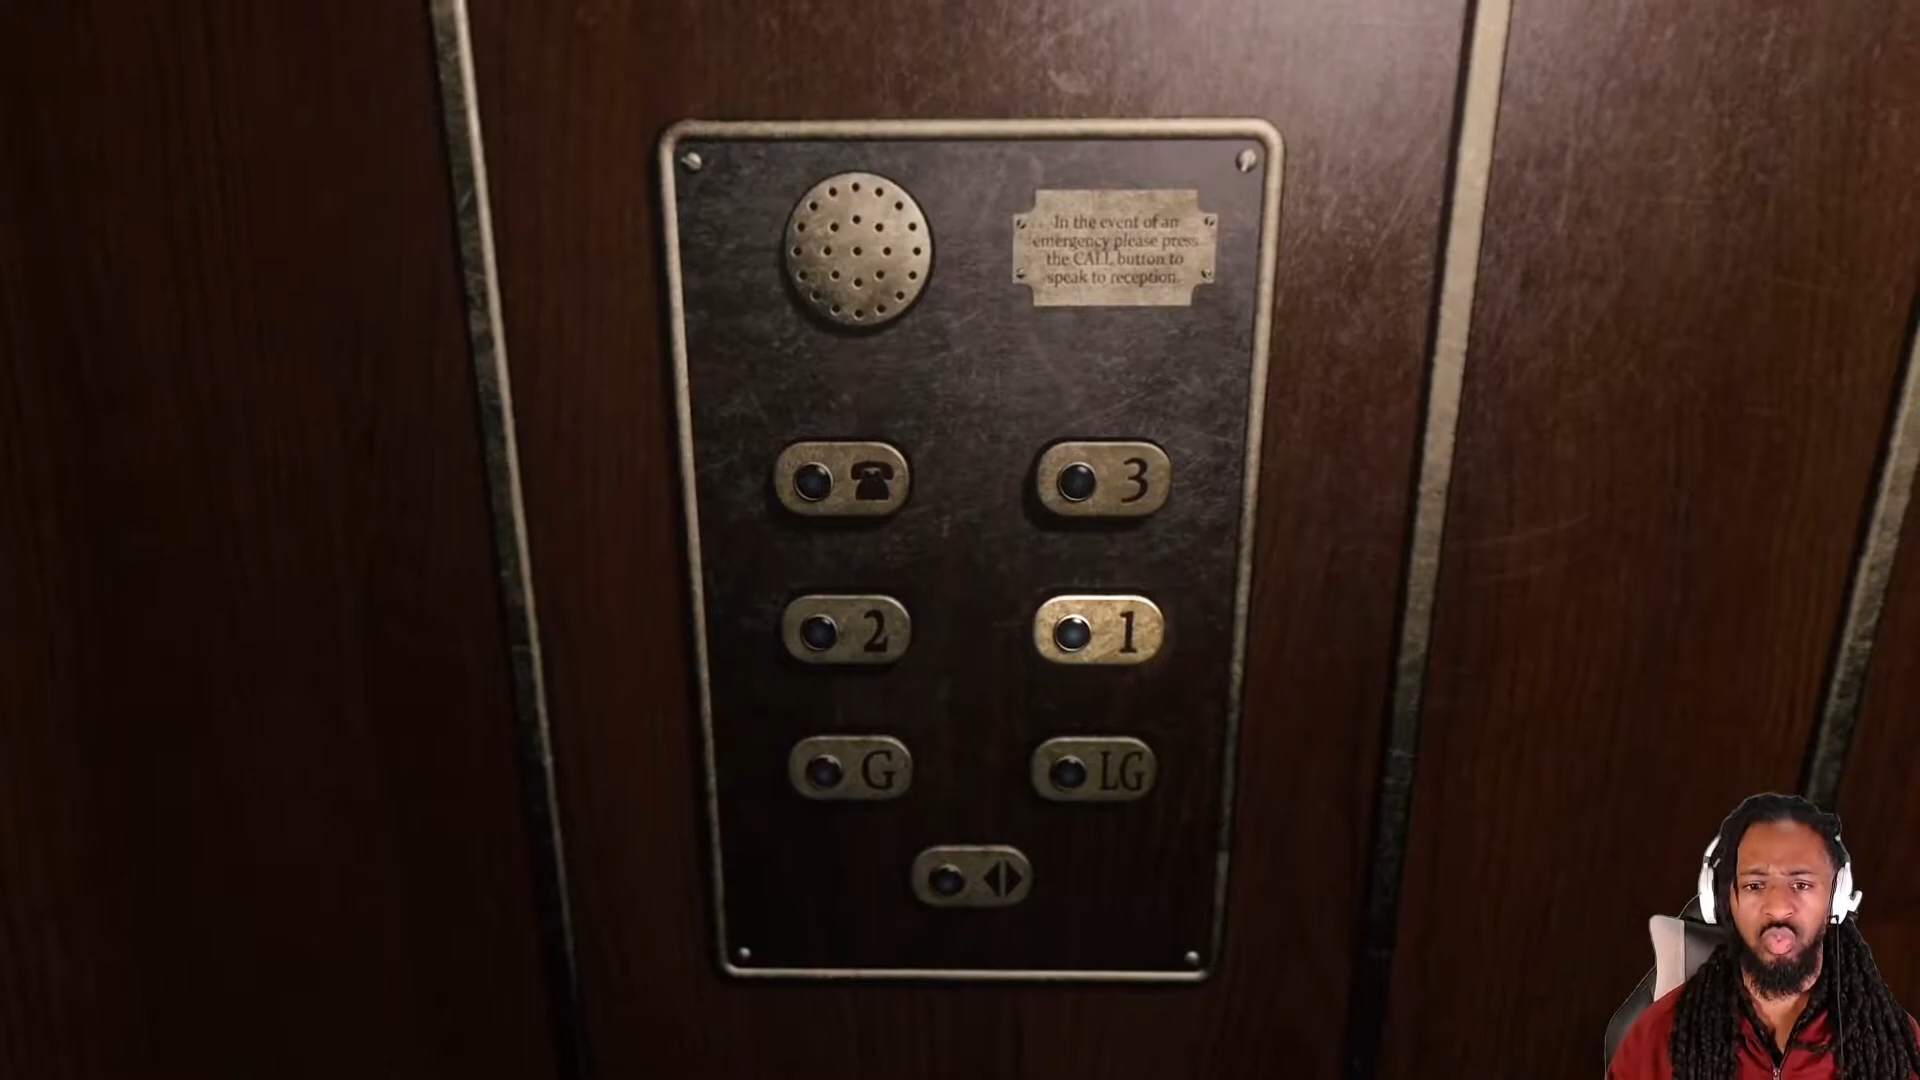 In the event of an
emergency please press
the CALL button to
speak to reception.
3
2
1
G
LG